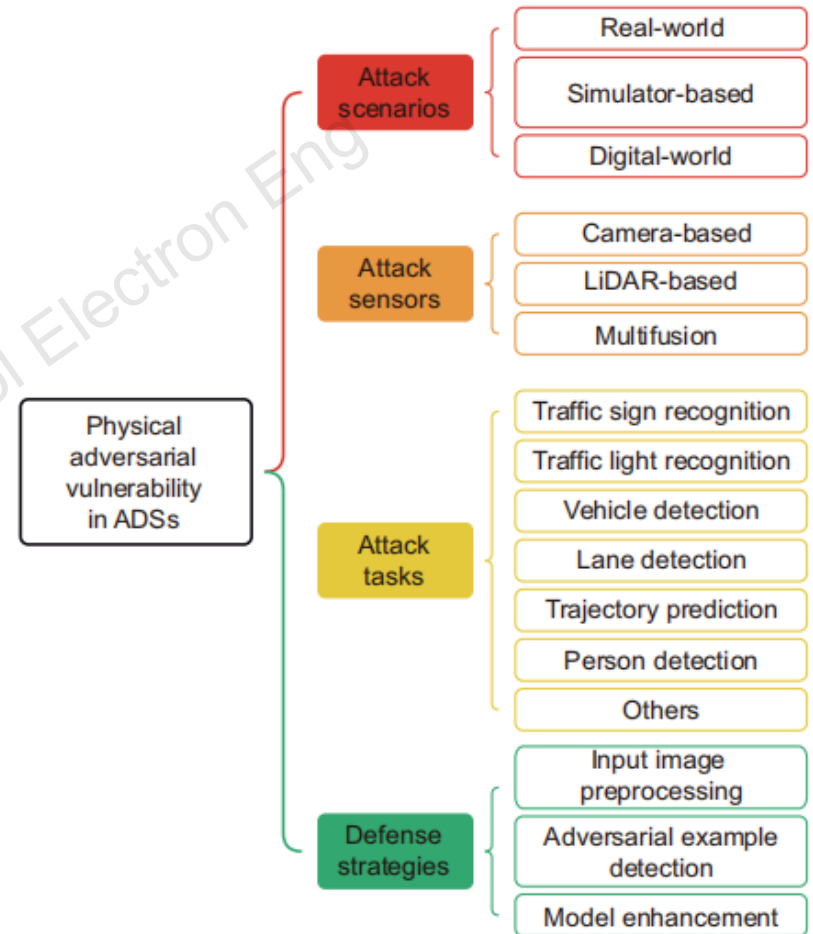 Physical
adversarial
vulnerability
in ADSs
Attack
scenarios
Real-world
Simulator-based
Digital-world
Attack
sensors
Camera-based
LiDAR-based
Multifusion
Attack
tasks
Traffic sign recognition
Traffic light recognition
Vehicle detection
Lane detection
Trajectory prediction
Person detection
Others
Defense
strategies
Input image
preprocessing
Adversarial example
detection
Model enhancement
Electron Eng